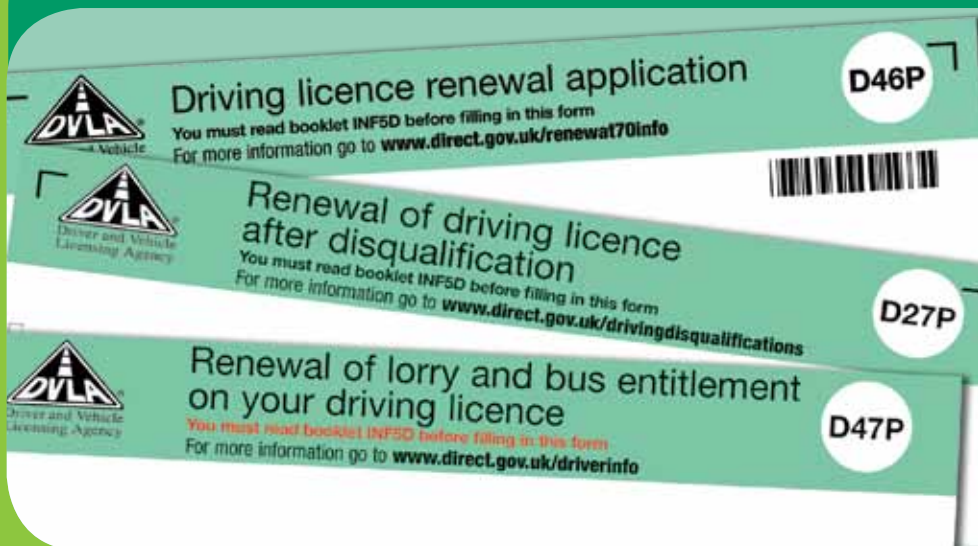 Driving licence renewal application
You must read booklet INF5D before filling in this form
For more information go to www.direct.gov.uk/renewat70info
D46P
DVLA
Vehicle
Renewal of driving licence
after disqualification
You must read booklet INF5D before filling in this form
For more information go to www.direct.gov.uk/drivingdisqualifications
D27P
DVLA
Driver and Vehicle
Licensing Agency
Renewal of lorry and bus entitlement
on your driving licence
You must read booklet INF5D before filling in this form
For more information go to www.direct.gov.uk/driverinfo
D47P
DVLA
Driver and Vehicle
Licensing Agency